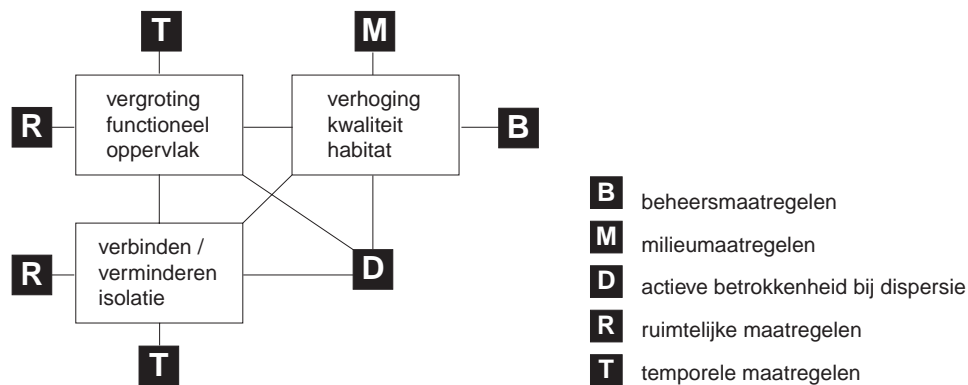 T
M
R
vergroting
functioneel
oppervlak
verhoging
kwaliteit
habitat
B
R
verbinden /
verminderen
isolatie
D
T
B beheersmaatregelen
M milieumaatregelen
D actieve betrokkenheid bij dispersie
R ruimtelijke maatregelen
T temporele maatregelen